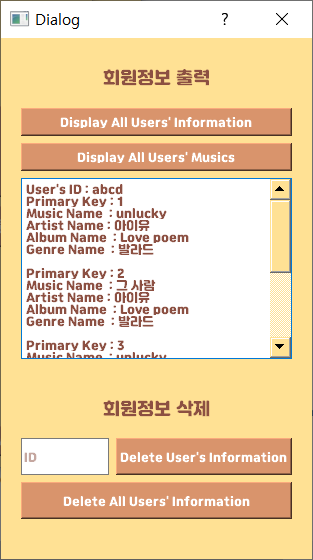 Dialog
회원정보 출력
Display All Users' Information
Display All Users' Musics
User's ID : abcd
Primary Key : 1
Music Name : unlucky
Artist Name : 아이유
Album Name : Love poem
Genre Name : 발라드
Primary Key : 2
Music Name : 그 사람
Artist Name : 아이유
Album Name : Love poem
Genre Name : 발라드
Primary Key : 3
Music Name : unlucky
회원정보 삭제
ID
Delete User's Information
Delete All Users' Information